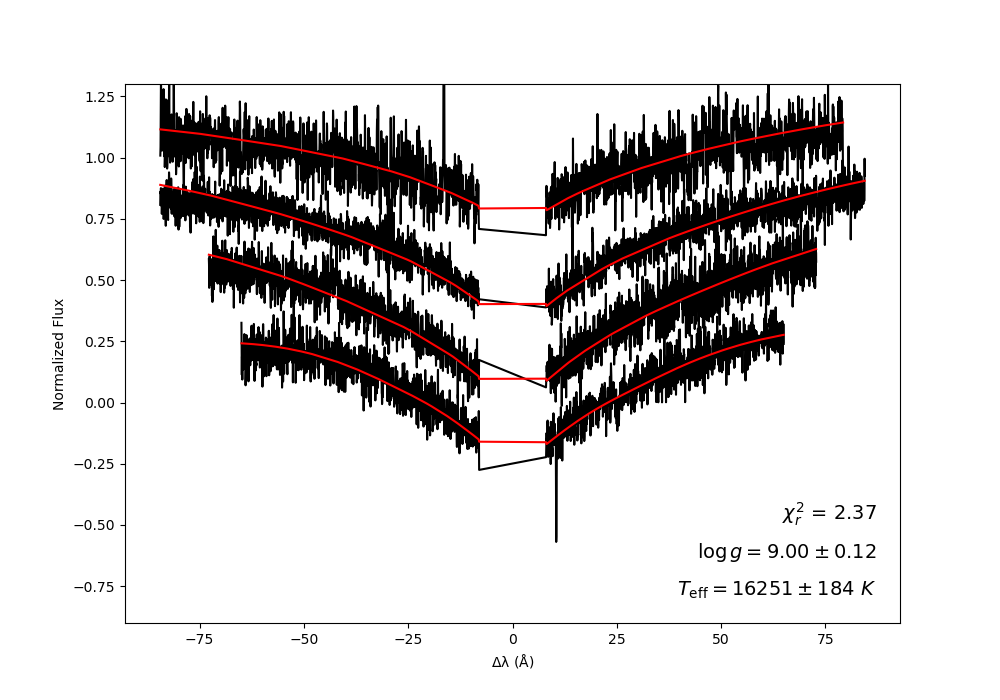 1.25
1.00
0.75
0.50
0.25
0.00
−0.25
−0.50
−0.75
Normalized Flux
χ²ᵣ = 2.37
log g = 9.00 ± 0.12
T_eff = 16251 ± 184 K
−75 −50 −25 0 25 50 75
Δλ (Å)